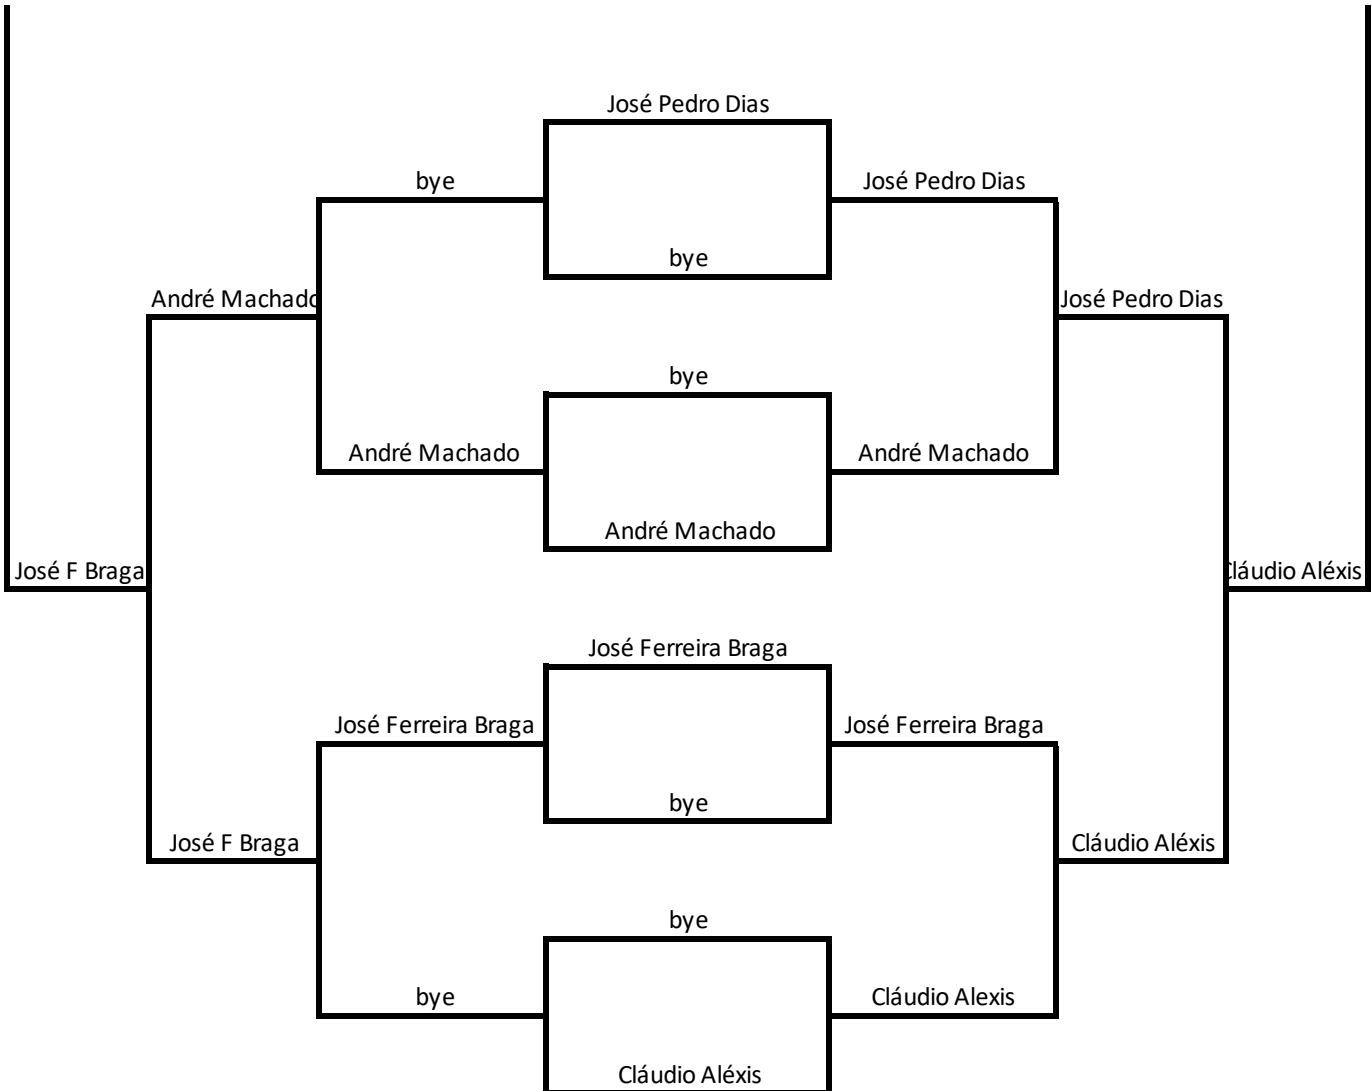 José Pedro Dias
bye
José Pedro Dias
bye
André Machado
José Pedro Dias
bye
André Machado
André Machado
André Machado
José F Braga
Cláudio Aléxis
José Ferreira Braga
José Ferreira Braga
José Ferreira Braga
bye
José F Braga
Cláudio Aléxis
bye
bye
Cláudio Alexis
Cláudio Aléxis